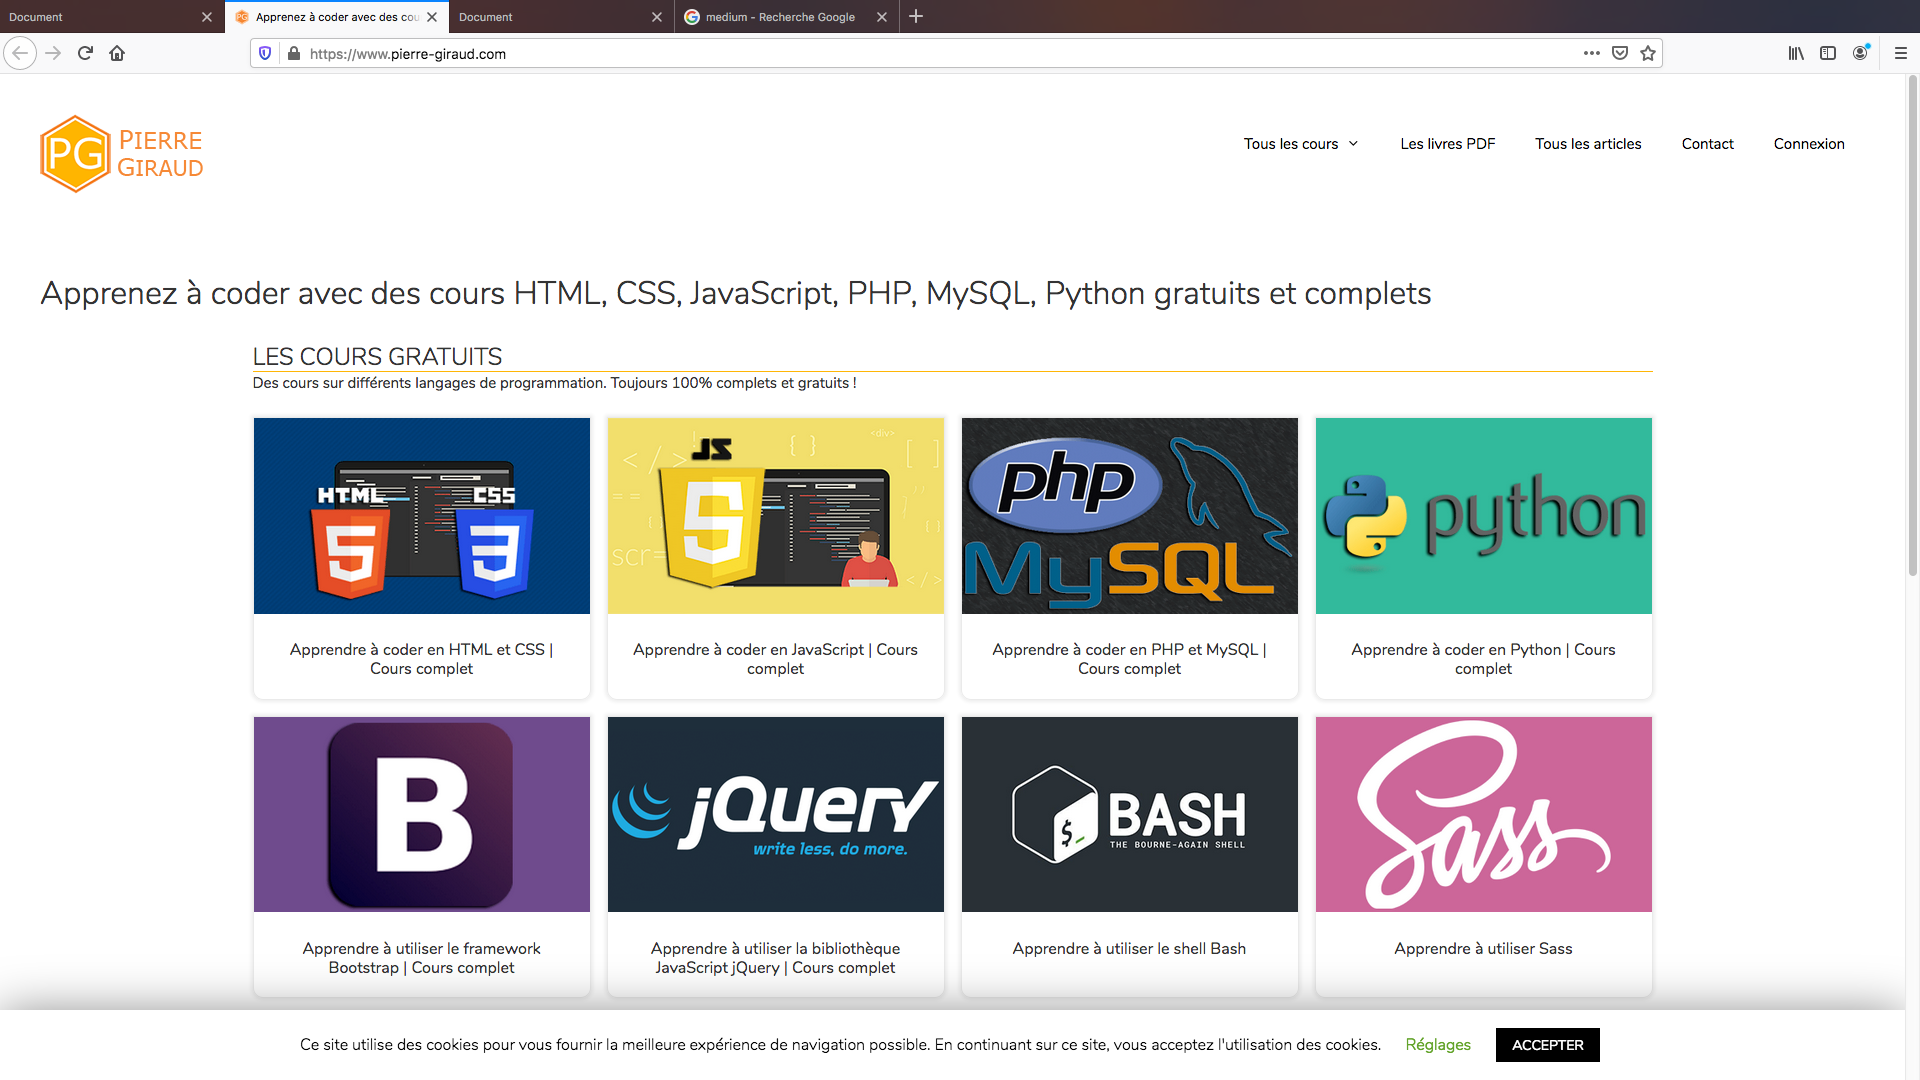 Document
Apprenez à coder avec des cou
Document
medium - Recherche Google
https://www.pierre-giraud.com
PG PIERRE
GIRAUD
Tous les cours
Les livres PDF
Tous les articles
Contact
Connexion
Apprenez à coder avec des cours HTML, CSS, JavaScript, PHP, MySQL, Python gratuits et complets
LES COURS GRATUITS
Des cours sur différents langages de programmation. Toujours 100% complets et gratuits !
HTML CSS
5 3
JS
</>
{ }
<div>
[ ]
==
scr=
{}
</>
5
php
MySQL
python
Apprendre à coder en HTML et CSS |
Cours complet
Apprendre à coder en JavaScript | Cours
complet
Apprendre à coder en PHP et MySQL |
Cours complet
Apprendre à coder en Python | Cours
complet
B
jQuery
write less, do more.
$_ BASH
THE BOURNE-AGAIN SHELL
Sass
Apprendre à utiliser le framework
Bootstrap | Cours complet
Apprendre à utiliser la bibliothèque
JavaScript jQuery | Cours complet
Apprendre à utiliser le shell Bash
Apprendre à utiliser Sass
Ce site utilise des cookies pour vous fournir la meilleure expérience de navigation possible. En continuant sur ce site, vous acceptez l'utilisation des cookies.
Réglages
ACCEPTER